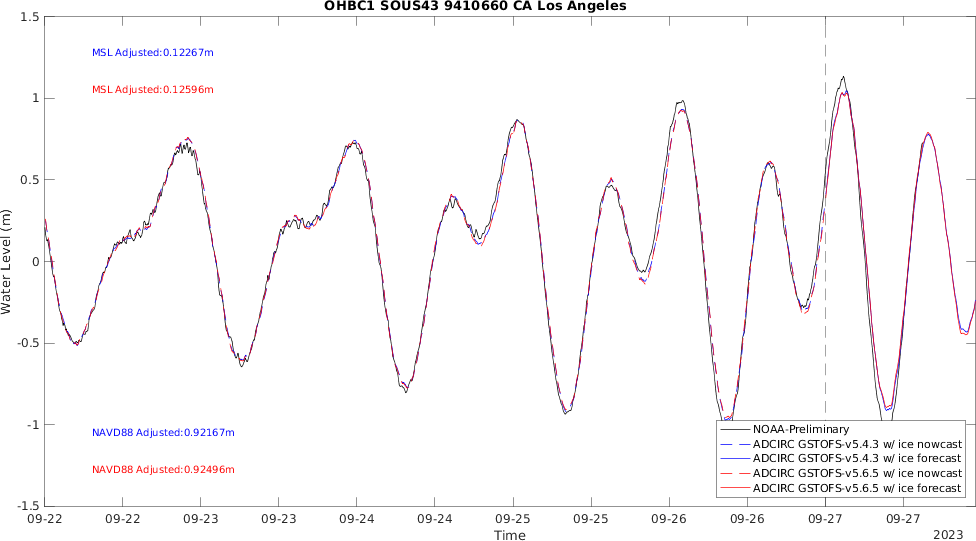 OHBC1 SOUS43 9410660 CA Los Angeles
1.5
MSL Adjusted:0.12267m
MSL Adjusted:0.12596m
1
0.5
0
-0.5
-1
-1.5
Water Level (m)
NAVD88 Adjusted:0.92167m
NAVD88 Adjusted:0.92496m
NOAA-Preliminary
ADCIRC GSTOFS-v5.4.3 w/ ice nowcast
ADCIRC GSTOFS-v5.4.3 w/ ice forecast
ADCIRC GSTOFS-v5.6.5 w/ ice nowcast
ADCIRC GSTOFS-v5.6.5 w/ ice forecast
09-22 09-22 09-23 09-23 09-24 09-24 09-25 09-25 09-26 09-26 09-27 09-27
Time
2023